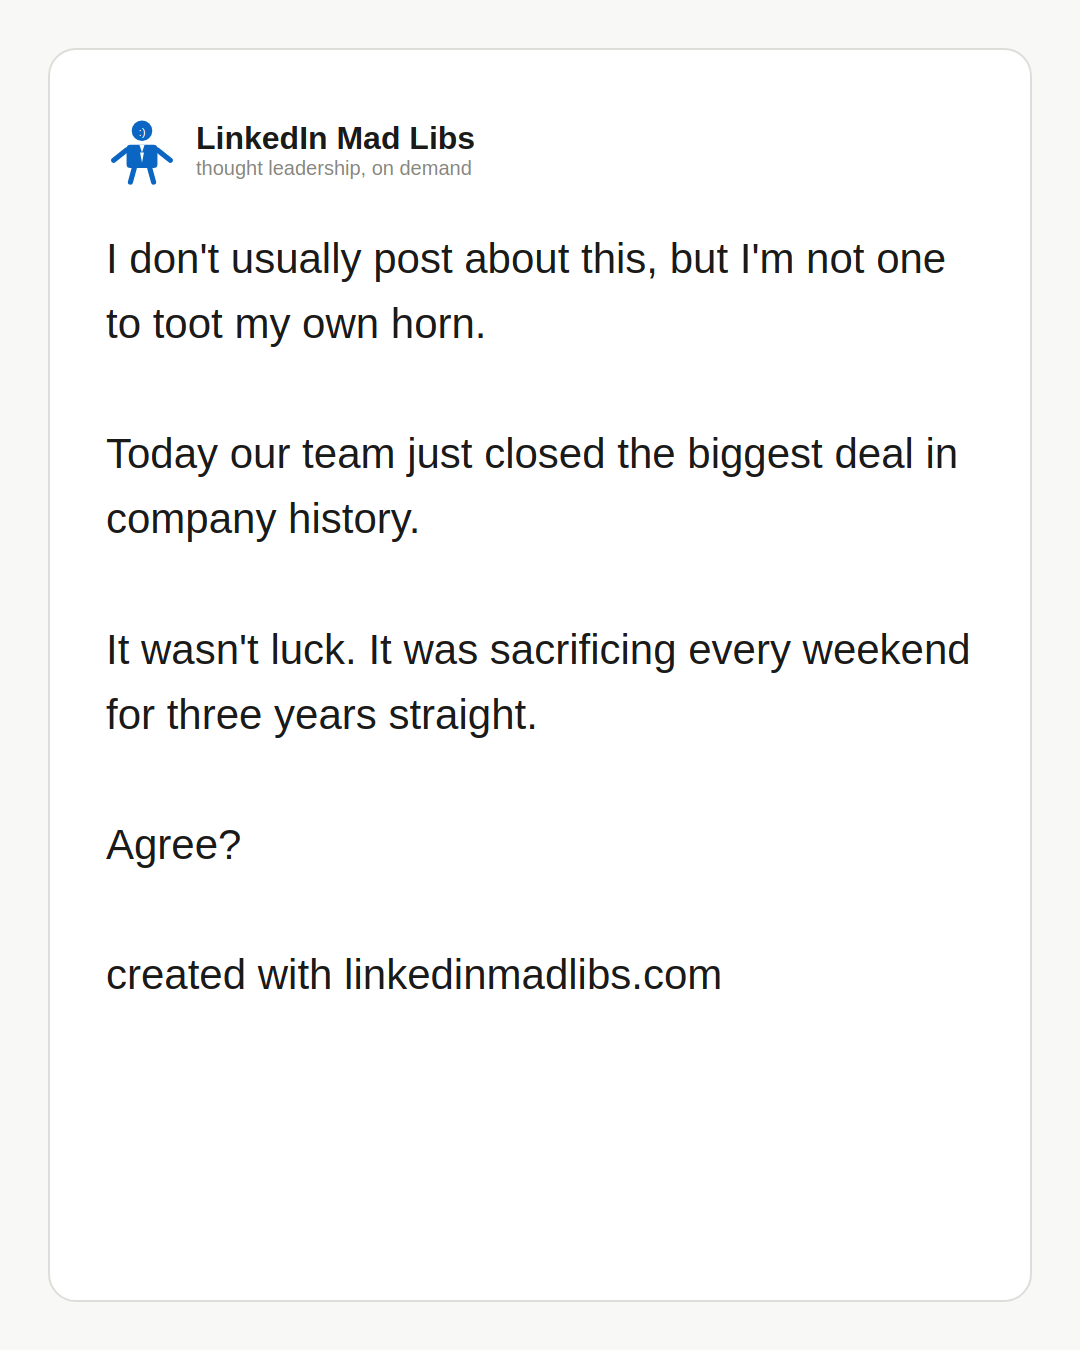 :)
LinkedIn Mad Libs
thought leadership, on demand
I don't usually post about this, but I'm not one
to toot my own horn.
Today our team just closed the biggest deal in
company history.
It wasn't luck. It was sacrificing every weekend
for three years straight.
Agree?
created with linkedinmadlibs.com